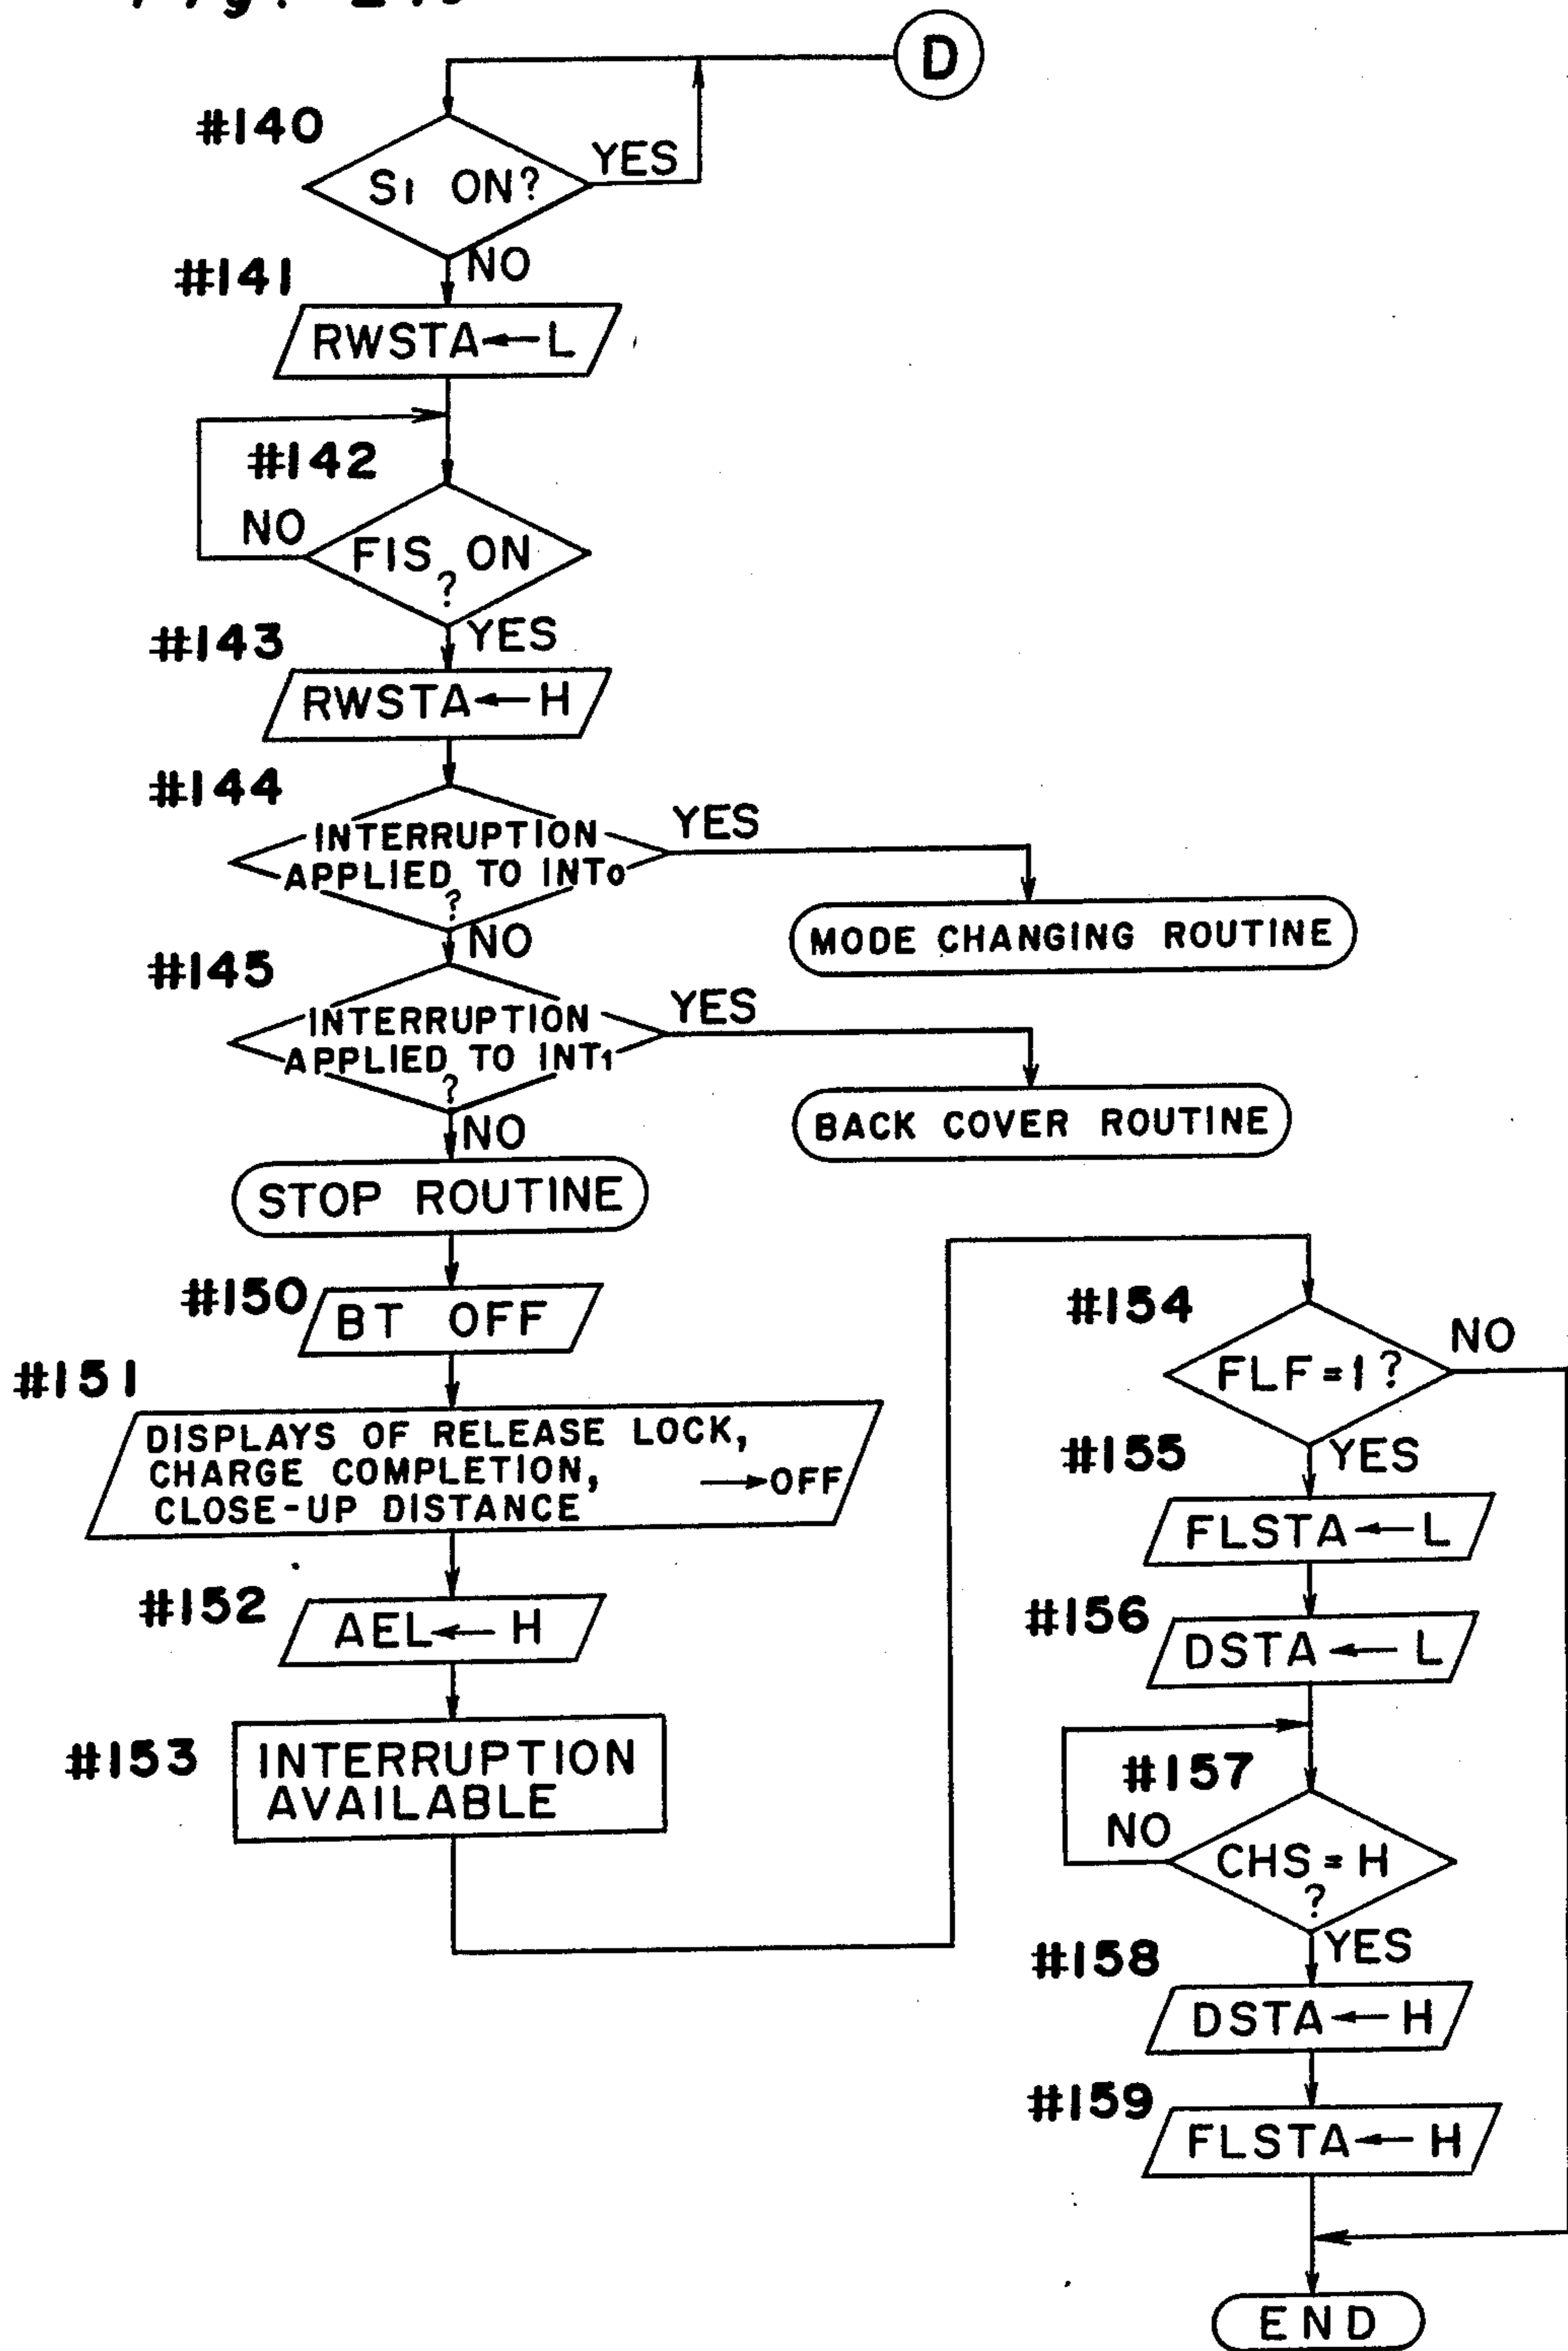 D
#140
S1 ON?
YES
NO
#141
RWSTA←L
#142
NO
FIS ON
?
YES
#143
RWSTA←H
#144
INTERRUPTION
APPLIED TO INT0
?
YES
MODE CHANGING ROUTINE
NO
#145
INTERRUPTION
APPLIED TO INT1
?
YES
BACK COVER ROUTINE
NO
STOP ROUTINE
#150
BT OFF
#151
DISPLAYS OF RELEASE LOCK,
CHARGE COMPLETION, →OFF
CLOSE-UP DISTANCE
#152
AEL← H
#153
INTERRUPTION
AVAILABLE
#154
FLF=1?
NO
YES
#155
FLSTA←L
#156
DSTA←L
#157
NO
CHS=H
?
YES
#158
DSTA←H
#159
FLSTA←H
END